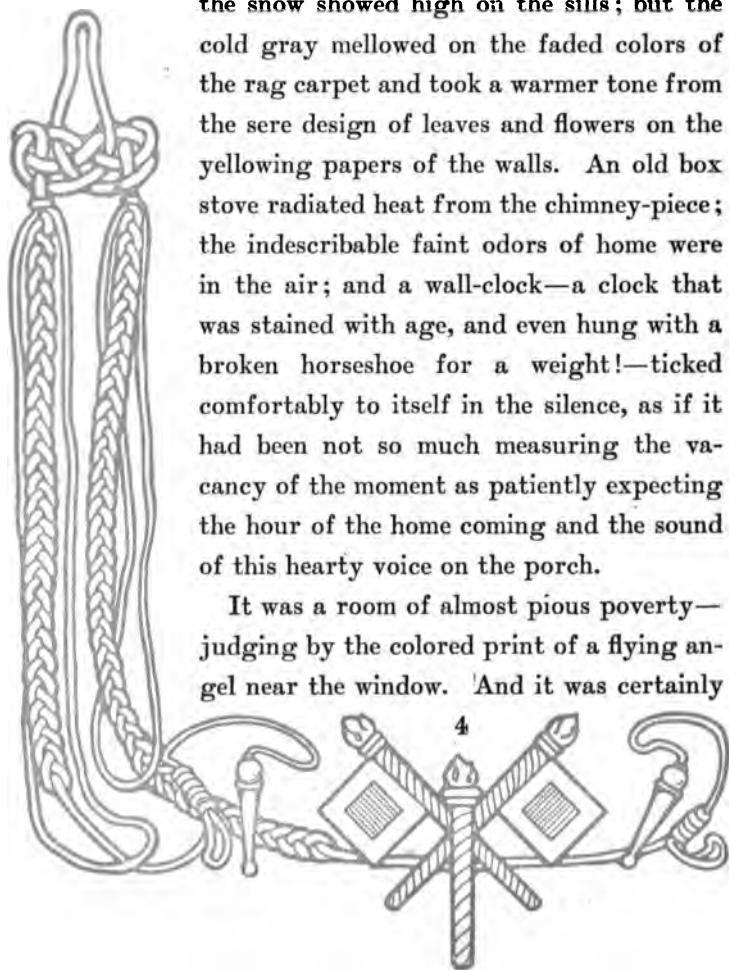 the snow showed high on the sills; but the
cold gray mellowed on the faded colors of
the rag carpet and took a warmer tone from
the sere design of leaves and flowers on the
yellowing papers of the walls. An old box
stove radiated heat from the chimney-piece;
the indescribable faint odors of home were
in the air; and a wall-clock—a clock that
was stained with age, and even hung with a
broken horseshoe for a weight!—ticked
comfortably to itself in the silence, as if it
had been not so much measuring the va-
cancy of the moment as patiently expecting
the hour of the home coming and the sound
of this hearty voice on the porch.
It was a room of almost pious poverty—
judging by the colored print of a flying an-
gel near the window. And it was certainly
4